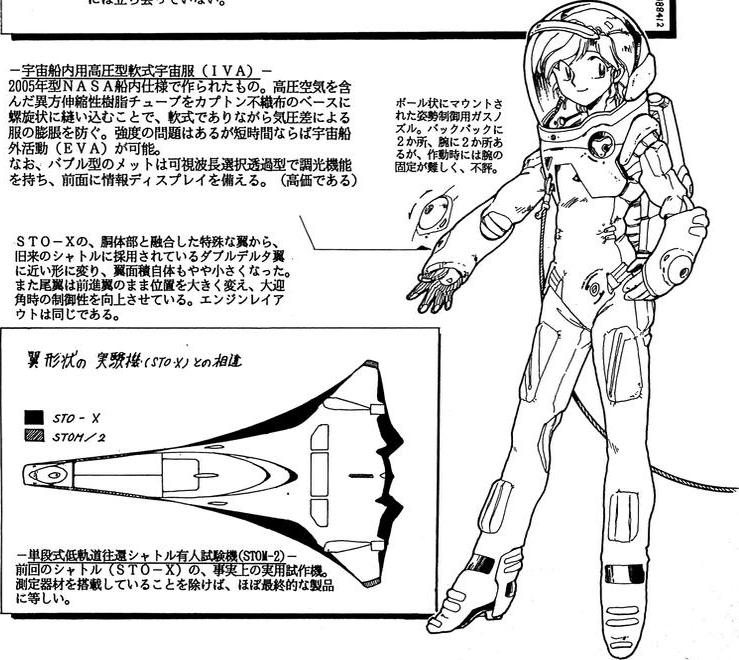 には立ち会っていない。
188412
－宇宙船内用高圧型軟式宇宙服（ＩＶＡ）－
2005年型ＮＡＳＡ船内仕様で作られたもの。高圧空気を含
んだ異方伸縮性樹脂チューブをカプトン不織布のベースに
螺旋状に縫い込むことで、軟式でありながら気圧差による
服の膨脹を防ぐ。強度の問題はあるが短時間ならば宇宙船
外活動（ＥＶＡ）が可能。
なお、バブル型のメットは可視波長選択透過型で調光機能
を持ち、前面に情報ディスプレイを備える。（高価である）
ボール状にマウントさ
れた姿勢制御用ガスノ
ズル。バックパックに
２か所、腕に２か所あ
るが、作動時には腕の
固定が難しく、不評。
ＳＴＯ－Ｘの、胴体部と融合した特殊な翼から、
旧来のシャトルに採用されているダブルデルタ翼
に近い形に変り、翼面積自体もやや小さくなった。
また尾翼は前進翼のまま位置を大きく変え、大迎
角時の制御性を向上させている。エンジンレイア
ウトは同じである。
翼形状の 実験機(STO-X)との相違
STO-X
STOM/2
－単段式低軌道往還シャトル有人試験機(STOM-2)－
前回のシャトル（ＳＴＯ－Ｘ）の、事実上の実用試作機。
測定器材を搭載していることを除けば、ほぼ最終的な製品
に等しい。